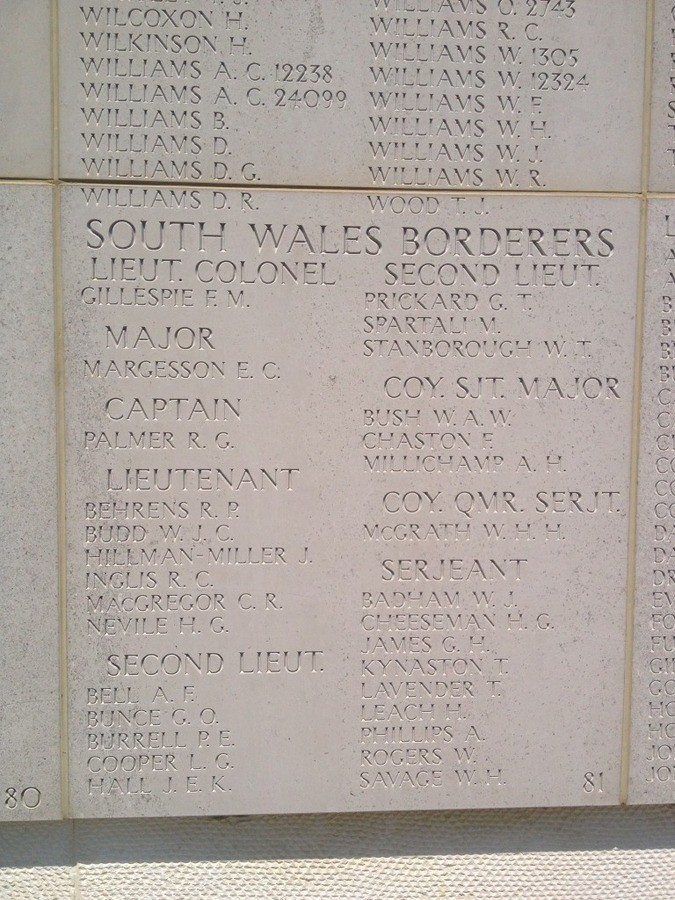 WILCOXON H.
WILKINSON H.
WILLIAMS A. C. 12238
WILLIAMS A. C. 24099
WILLIAMS B.
WILLIAMS D.
WILLIAMS D. G.
WILLIAMS D. R.
WILLIAMS O. 2743
WILLIAMS R. C.
WILLIAMS W. 1305
WILLIAMS W. 12324
WILLIAMS W. F.
WILLIAMS W. H.
WILLIAMS W. J.
WILLIAMS W. R.
WOOD T. J.
SOUTH WALES BORDERERS
LIEUT. COLONEL
GILLESPIE F. M.
MAJOR
MARGESSON E. C.
CAPTAIN
PALMER R. G.
LIEUTENANT
BEHRENS R. P.
BUDD W. J. C.
HILLMAN-MILLER J.
INGLIS R. C.
MACGREGOR C. R.
NEVILE H. G.
SECOND LIEUT.
BELL A. F.
BUNCE G. O.
BURRELL P. E.
COOPER L. G.
HALL J. E. K.
SECOND LIEUT.
PRICKARD G. T.
SPARTALI M.
STANBOROUGH W. T.
COY. SJT. MAJOR
BUSH W. A. W.
CHASTON F.
MILLICHAMP A. H.
COY. QMR. SERJT.
McGRATH W. H. H.
SERJEANT
BADHAM W. J.
CHEESEMAN H. G.
JAMES G. H.
KYNASTON T.
LAVENDER T.
LEACH H.
PHILLIPS A.
ROGERS W.
SAVAGE W. H.
80
81